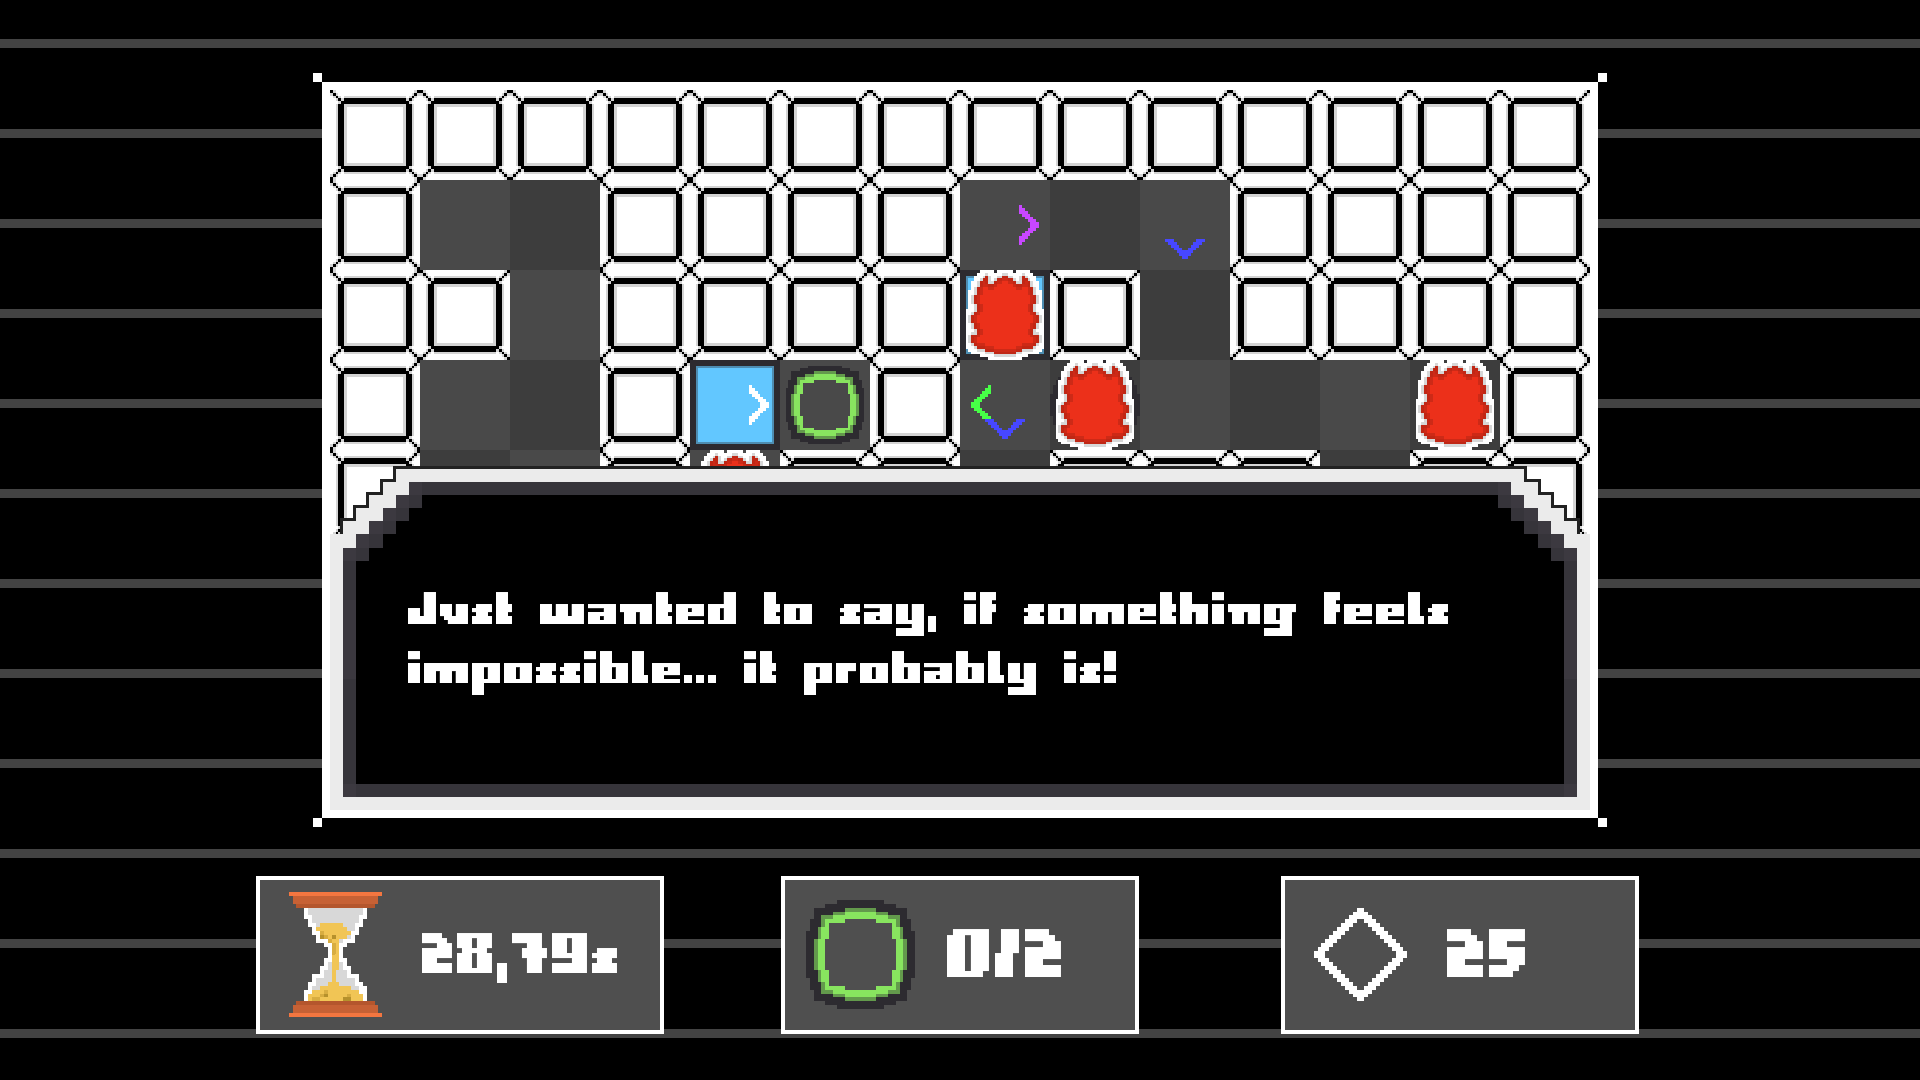 Just wanted to say, if something feels
impossible... it probably is!
28,79s
0/2
25